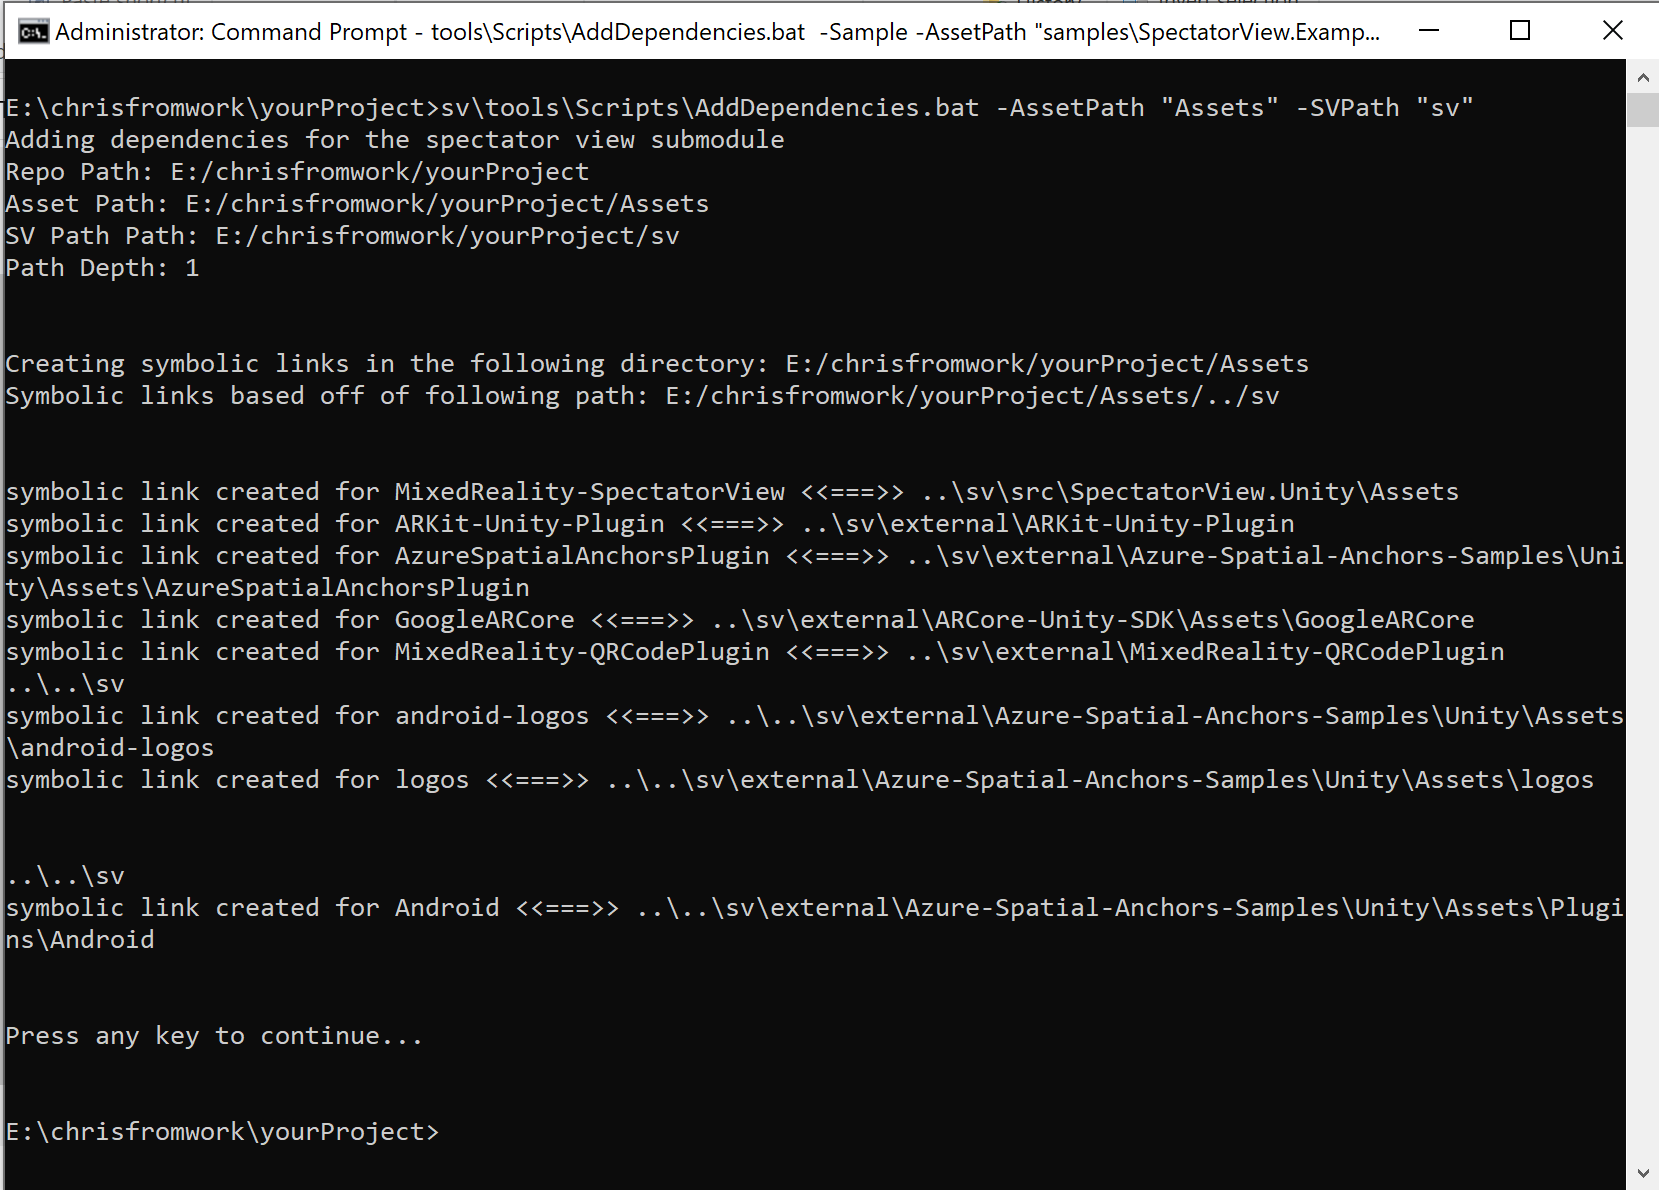 Administrator: Command Prompt - tools\Scripts\AddDependencies.bat  -Sample -AssetPath "samples\SpectatorView.Examp...
E:\chrisfromwork\yourProject>sv\tools\Scripts\AddDependencies.bat -AssetPath "Assets" -SVPath "sv"
Adding dependencies for the spectator view submodule
Repo Path: E:/chrisfromwork/yourProject
Asset Path: E:/chrisfromwork/yourProject/Assets
SV Path Path: E:/chrisfromwork/yourProject/sv
Path Depth: 1
Creating symbolic links in the following directory: E:/chrisfromwork/yourProject/Assets
Symbolic links based off of following path: E:/chrisfromwork/yourProject/Assets/../sv
symbolic link created for MixedReality-SpectatorView <<===>> ..\sv\src\SpectatorView.Unity\Assets
symbolic link created for ARKit-Unity-Plugin <<===>> ..\sv\external\ARKit-Unity-Plugin
symbolic link created for AzureSpatialAnchorsPlugin <<===>> ..\sv\external\Azure-Spatial-Anchors-Samples\Uni
ty\Assets\AzureSpatialAnchorsPlugin
symbolic link created for GoogleARCore <<===>> ..\sv\external\ARCore-Unity-SDK\Assets\GoogleARCore
symbolic link created for MixedReality-QRCodePlugin <<===>> ..\sv\external\MixedReality-QRCodePlugin
..\..\sv
symbolic link created for android-logos <<===>> ..\..\sv\external\Azure-Spatial-Anchors-Samples\Unity\Assets
\android-logos
symbolic link created for logos <<===>> ..\..\sv\external\Azure-Spatial-Anchors-Samples\Unity\Assets\logos
..\..\sv
symbolic link created for Android <<===>> ..\..\sv\external\Azure-Spatial-Anchors-Samples\Unity\Assets\Plugi
ns\Android
Press any key to continue...
E:\chrisfromwork\yourProject>